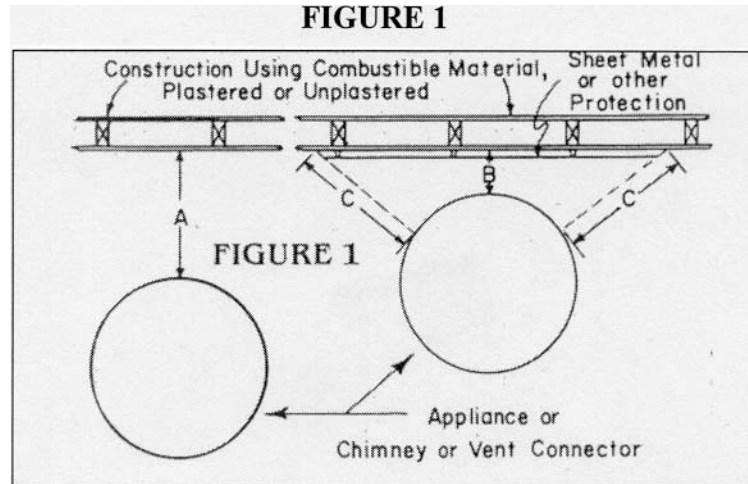 FIGURE 1
Construction Using Combustible Material,
Plastered or Unplastered
Sheet Metal
or other
Protection
A
B
C
C
FIGURE 1
Appliance or
Chimney or Vent Connector